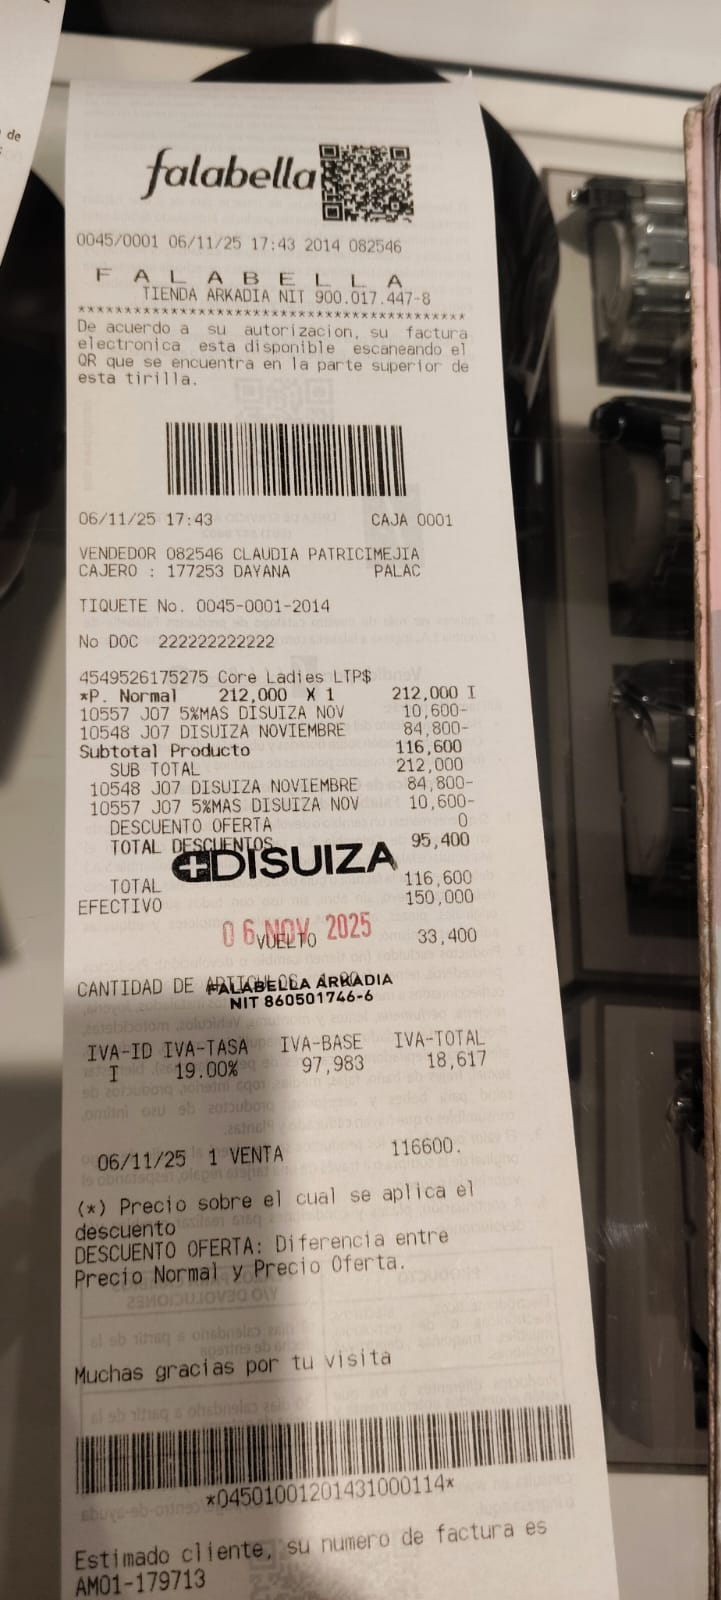 de
falabella
0045/0001 06/11/25 17:43 2014 082546
F A L A B E L L A
TIENDA ARKADIA NIT 900.017.447-8
*************************************************
De acuerdo a su autorizacion, su factura
electronica esta disponible escaneando el
QR que se encuentra en la parte superior de
esta tirilla.
06/11/25 17:43 CAJA 0001
VENDEDOR 082546 CLAUDIA PATRICIMEJIA
CAJERO : 177253 DAYANA PALAC
TIQUETE No. 0045-0001-2014
No DOC 222222222222
4549526175275 Core Ladies LTP$
*P. Normal 212,000 X 1 212,000 I
10557 J07 5%MAS DISUIZA NOV 10,600-
10548 J07 DISUIZA NOVIEMBRE 84,800-
Subtotal Producto 116,600
SUB TOTAL 212,000
10548 J07 DISUIZA NOVIEMBRE 84,800-
10557 J07 5%MAS DISUIZA NOV 10,600-
DESCUENTO OFERTA 0
TOTAL DESCUENTOS 95,400
DISUIZA
TOTAL 116,600
EFECTIVO 150,000
06 NOV 2025
VUELTO 33,400
CANTIDAD DE ARTICULOS
FALABELLA ARKADIA
NIT 860501746-6
IVA-ID IVA-TASA IVA-BASE IVA-TOTAL
I 19.00% 97,983 18,617
06/11/25 1 VENTA 116600.
(*) Precio sobre el cual se aplica el
descuento
DESCUENTO OFERTA: Diferencia entre
Precio Normal y Precio Oferta.
Muchas gracias por tu visita
*04501001201431000114*
Estimado cliente, su numero de factura es
AM01-179713